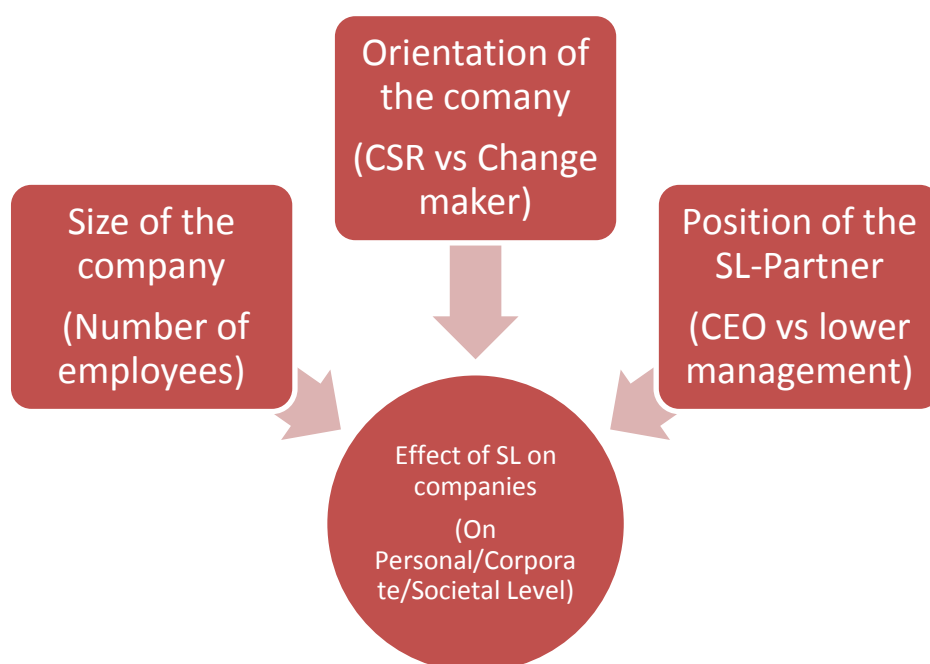 Orientation of
the comany
(CSR vs Change
maker)
Size of the
company
(Number of
employees)
Position of the
SL-Partner
(CEO vs lower
management)
Effect of SL on
companies
(On
Personal/Corpora
te/Societal Level)